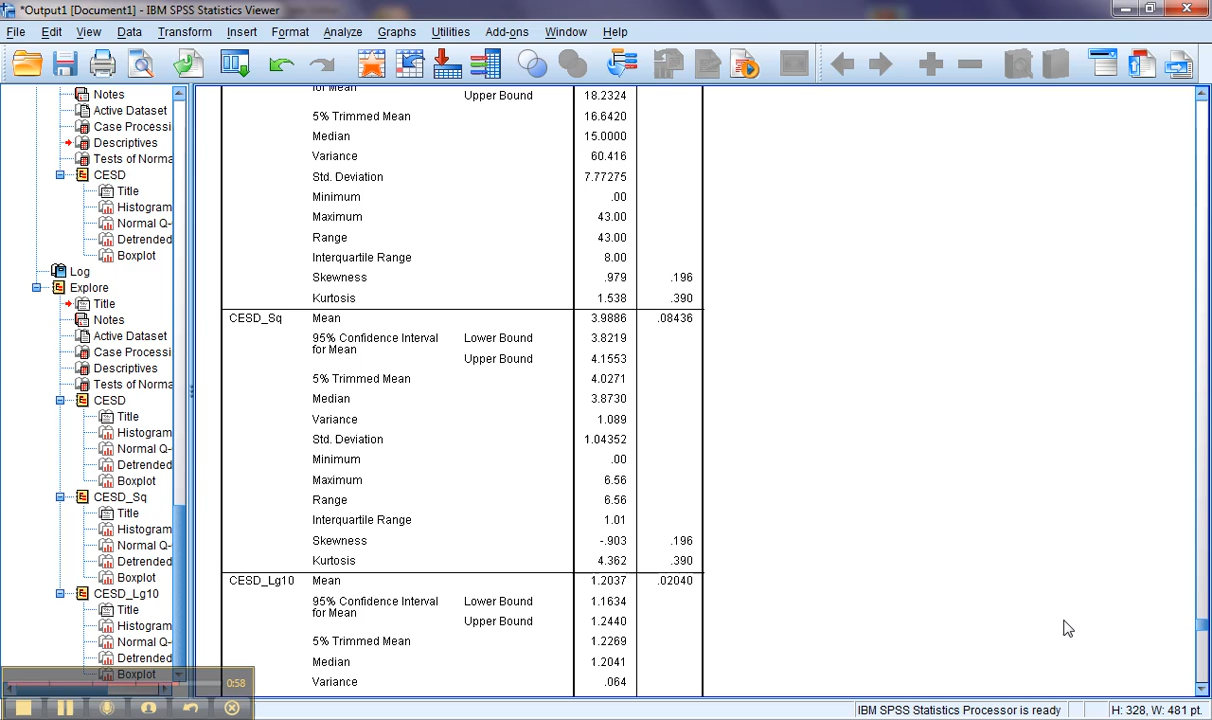 *Output1 [Document1] - IBM SPSS Statistics Viewer
File Edit View Data Transform Insert Format Analyze Graphs Utilities Add-ons Window Help
Notes
Active Dataset
Case Processi
Descriptives
Tests of Norma
CESD
Title
Histogram
Normal Q-
Detrended
Boxplot
Log
Explore
Title
Notes
Active Dataset
Case Processi
Descriptives
Tests of Norma
CESD
Title
Histogram
Normal Q-
Detrended
Boxplot
CESD_Sq
Title
Histogram
Normal Q-
Detrended
Boxplot
CESD_Lg10
Title
Histogram
Normal Q-
Detrended
Boxplot
0:58
for Mean Upper Bound 18.2324
5% Trimmed Mean 16.6420
Median 15.0000
Variance 60.416
Std. Deviation 7.77275
Minimum .00
Maximum 43.00
Range 43.00
Interquartile Range 8.00
Skewness .979 .196
Kurtosis 1.538 .390
CESD_Sq Mean 3.9886 .08436
95% Confidence Interval Lower Bound 3.8219
for Mean Upper Bound 4.1553
5% Trimmed Mean 4.0271
Median 3.8730
Variance 1.089
Std. Deviation 1.04352
Minimum .00
Maximum 6.56
Range 6.56
Interquartile Range 1.01
Skewness -.903 .196
Kurtosis 4.362 .390
CESD_Lg10 Mean 1.2037 .02040
95% Confidence Interval Lower Bound 1.1634
for Mean Upper Bound 1.2440
5% Trimmed Mean 1.2269
Median 1.2041
Variance .064
IBM SPSS Statistics Processor is ready H: 328, W: 481 pt.